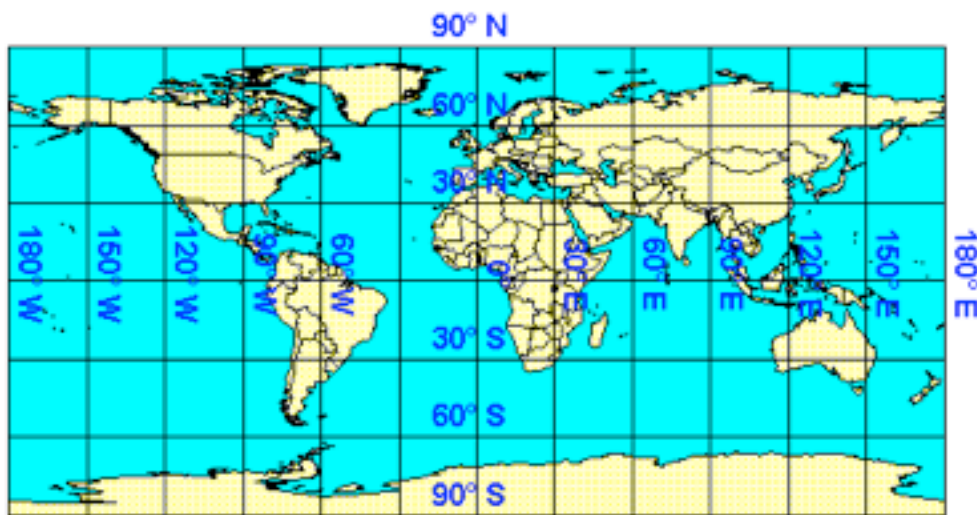 90° N
60° N
30° N
180° W
150° W
120° W
90° W
60° W
0°
30° E
60° E
90° E
120° E
150° E
180° E
30° S
60° S
90° S